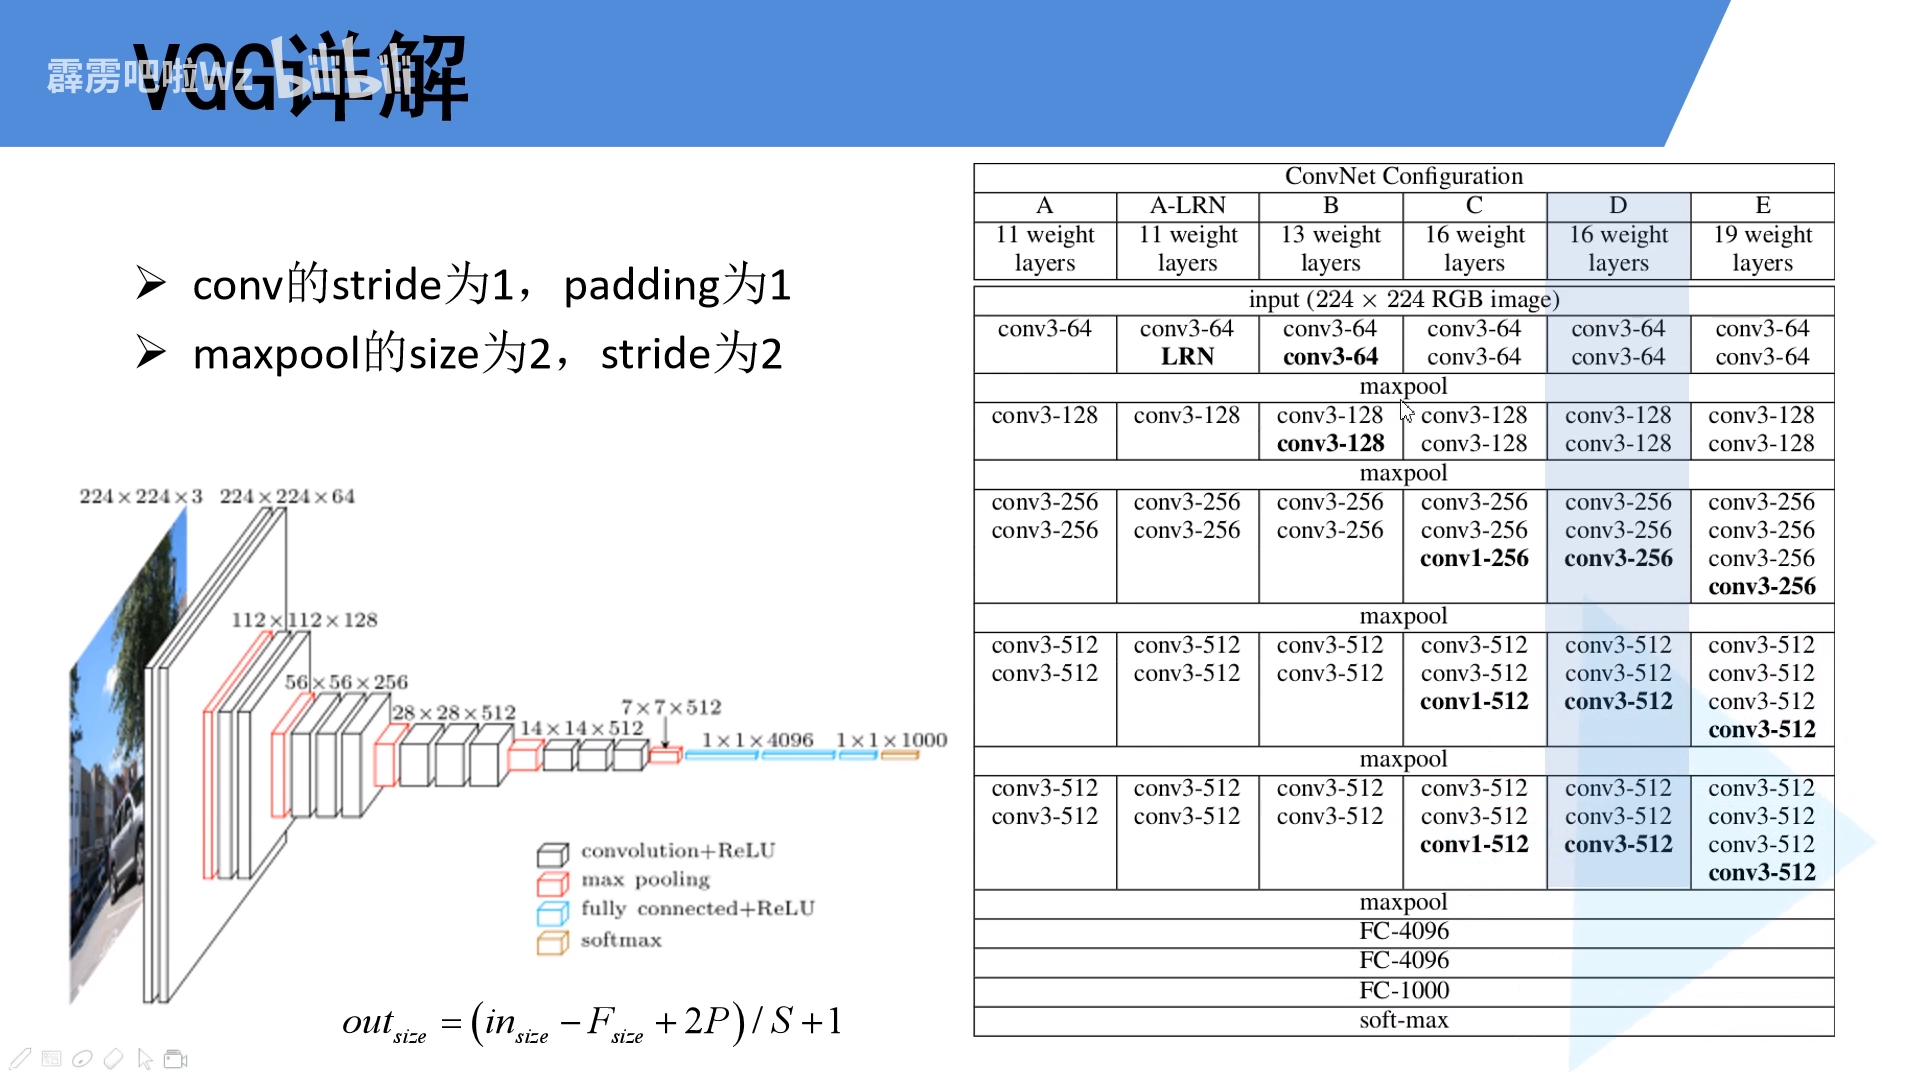 VGG详解
霹雳吧啦Wz bilibili
conv的stride为1，padding为1
maxpool的size为2，stride为2
224×224×3 224×224×64
112×112×128
56×56×256
28×28×512
14×14×512
7×7×512
1×1×4096 1×1×1000
convolution+ReLU
max pooling
fully connected+ReLU
softmax
out_size = (in_size − F_size + 2P) / S + 1
ConvNet Configuration
A A-LRN B C D E
11 weight 11 weight 13 weight 16 weight 16 weight 19 weight
layers layers layers layers layers layers
input (224 × 224 RGB image)
conv3-64 conv3-64 conv3-64 conv3-64 conv3-64 conv3-64
LRN conv3-64 conv3-64 conv3-64 conv3-64
maxpool
conv3-128 conv3-128 conv3-128 conv3-128 conv3-128 conv3-128
conv3-128 conv3-128 conv3-128 conv3-128
maxpool
conv3-256 conv3-256 conv3-256 conv3-256 conv3-256 conv3-256
conv3-256 conv3-256 conv3-256 conv3-256 conv3-256 conv3-256
conv1-256 conv3-256 conv3-256
conv3-256
maxpool
conv3-512 conv3-512 conv3-512 conv3-512 conv3-512 conv3-512
conv3-512 conv3-512 conv3-512 conv3-512 conv3-512 conv3-512
conv1-512 conv3-512 conv3-512
conv3-512
maxpool
conv3-512 conv3-512 conv3-512 conv3-512 conv3-512 conv3-512
conv3-512 conv3-512 conv3-512 conv3-512 conv3-512 conv3-512
conv1-512 conv3-512 conv3-512
conv3-512
maxpool
FC-4096
FC-4096
FC-1000
soft-max